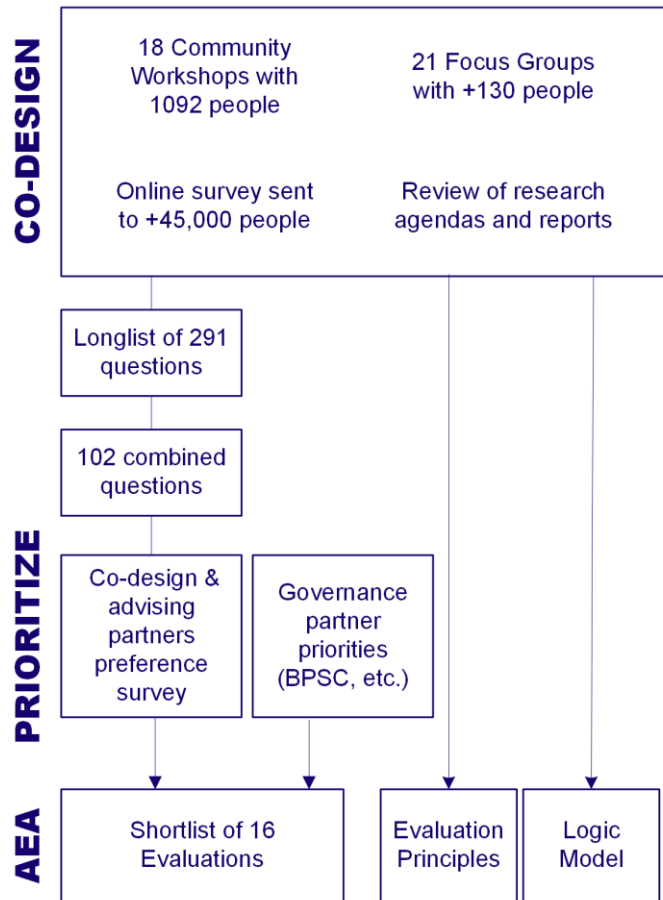 CO-DESIGN
18 Community
Workshops with
1092 people
21 Focus Groups
with +130 people
Online survey sent
to +45,000 people
Review of research
agendas and reports
Longlist of 291
questions
102 combined
questions
PRIORITIZE
Co-design &
advising
partners
preference
survey
Governance
partner
priorities
(BPSC, etc.)
AEA
Shortlist of 16
Evaluations
Evaluation
Principles
Logic
Model